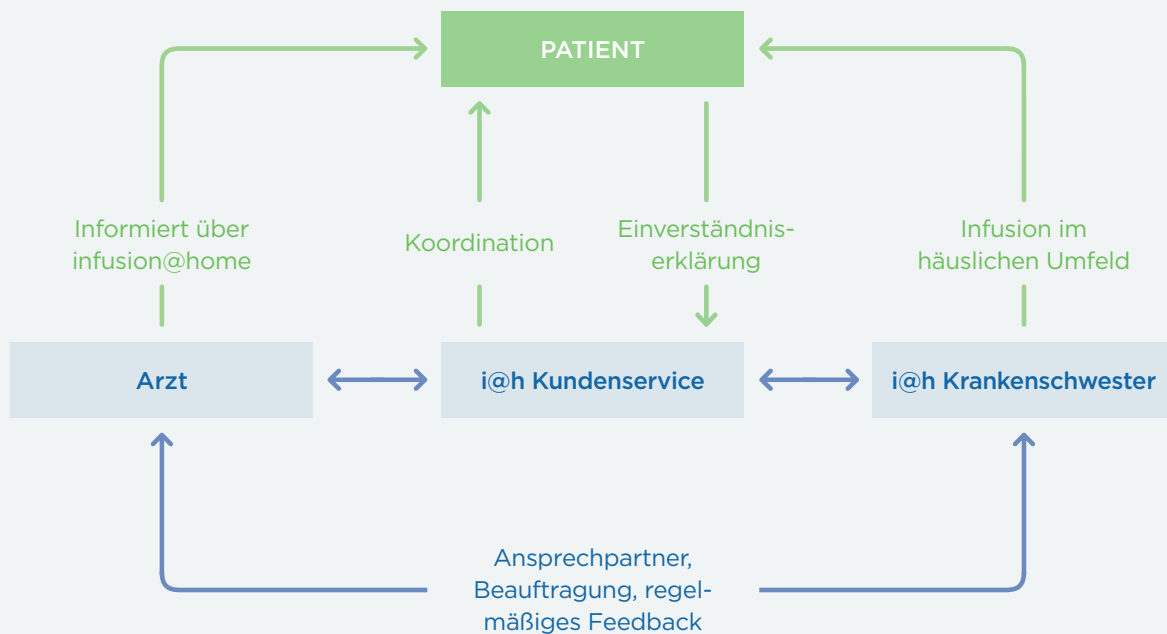 PATIENT
Informiert über
infusion@home
Koordination
Einverständnis-
erklärung
Infusion im
häuslichen Umfeld
Arzt
i@h Kundenservice
i@h Krankenschwester
Ansprechpartner,
Beauftragung, regel-
mäßiges Feedback